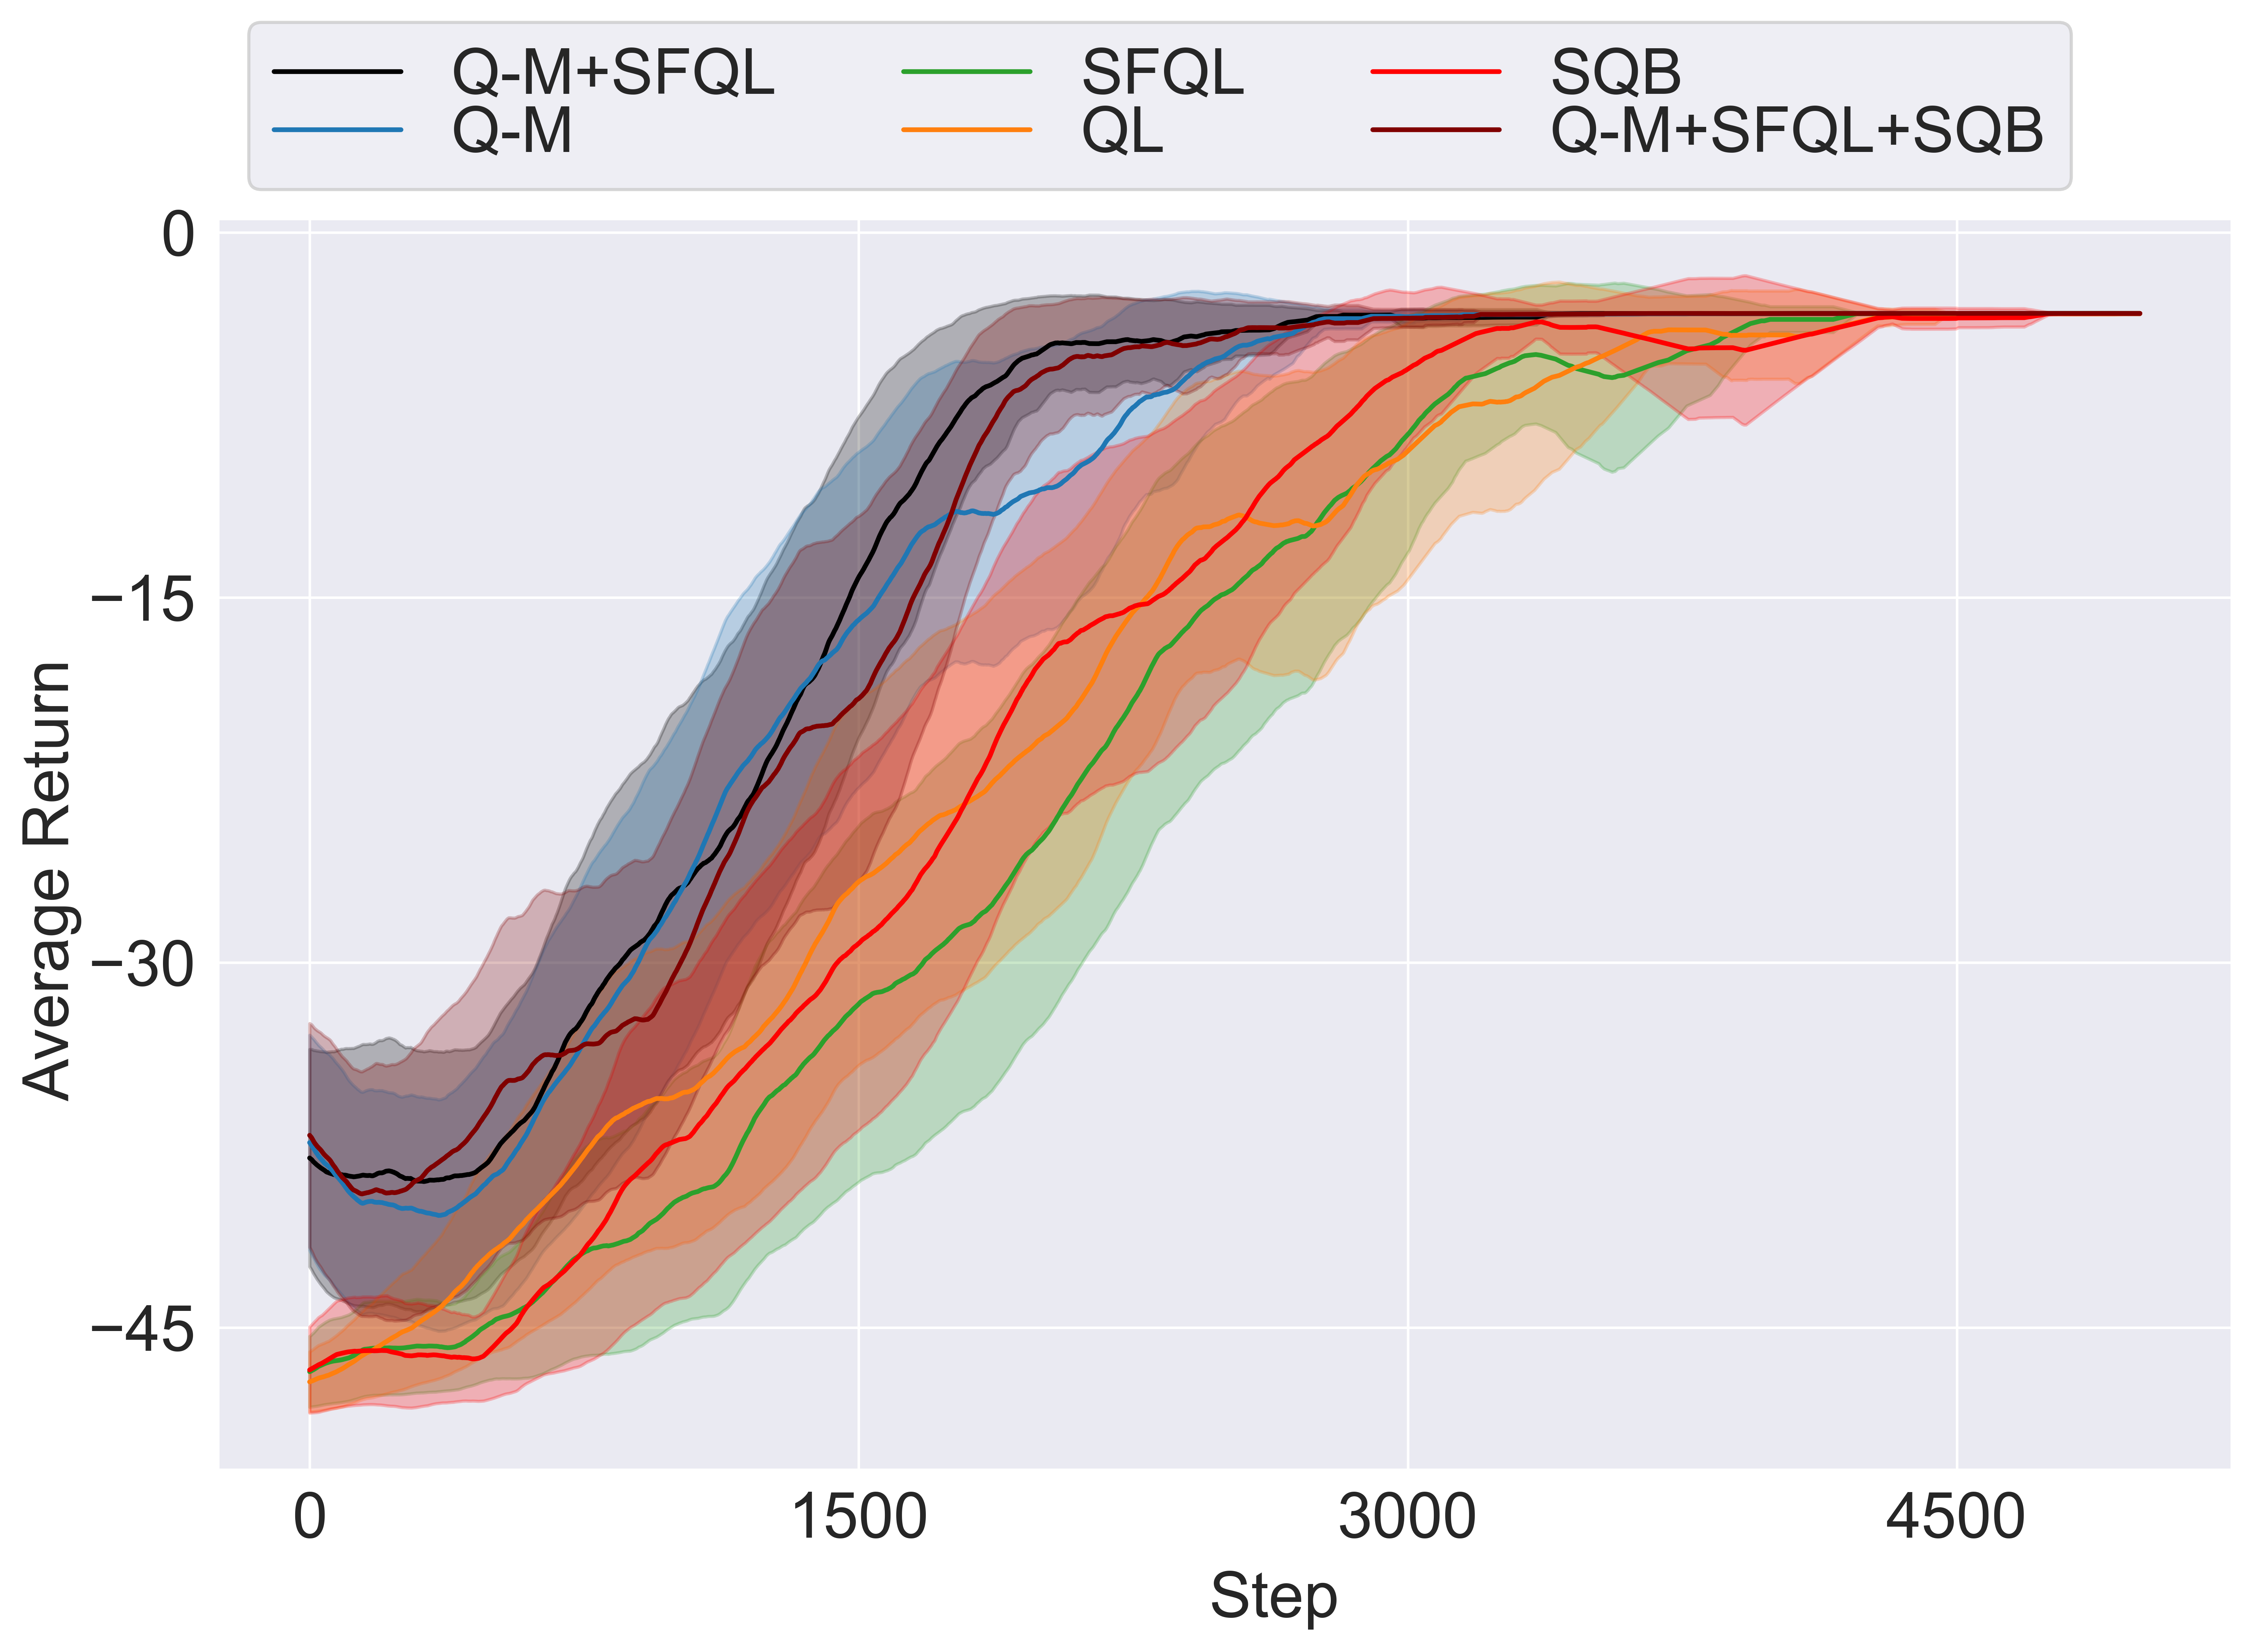 Q-M+SFQL SFQL SQB
Q-M QL Q-M+SFQL+SQB
0
−15
−30
−45
Average Return
0 1500 3000 4500
Step